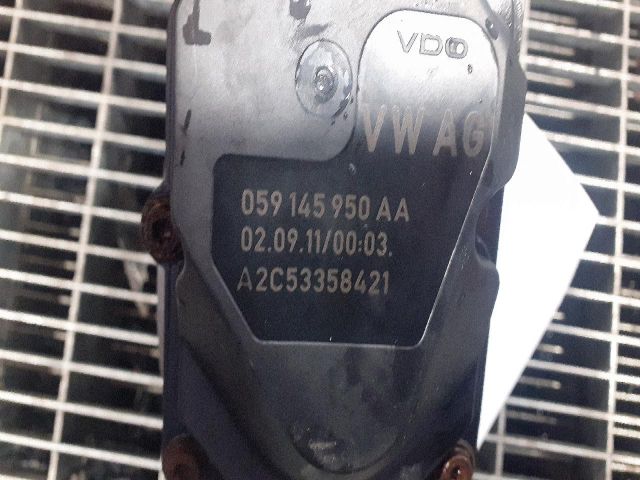 VDO
VW AG
059 145 950 AA
02.09.11/00:03.
A2C53358421